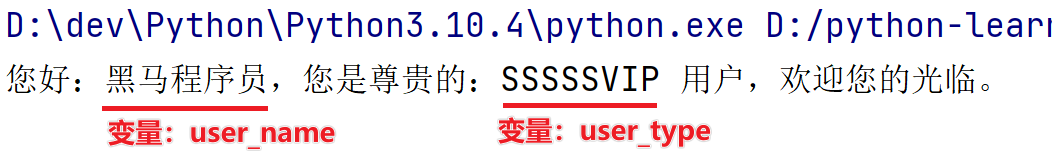 D:\dev\Python\Python3.10.4\python.exe D:/python-lear
您好：黑马程序员，您是尊贵的：SSSSSVIP 用户，欢迎您的光临。
变量：user_name
变量：user_type